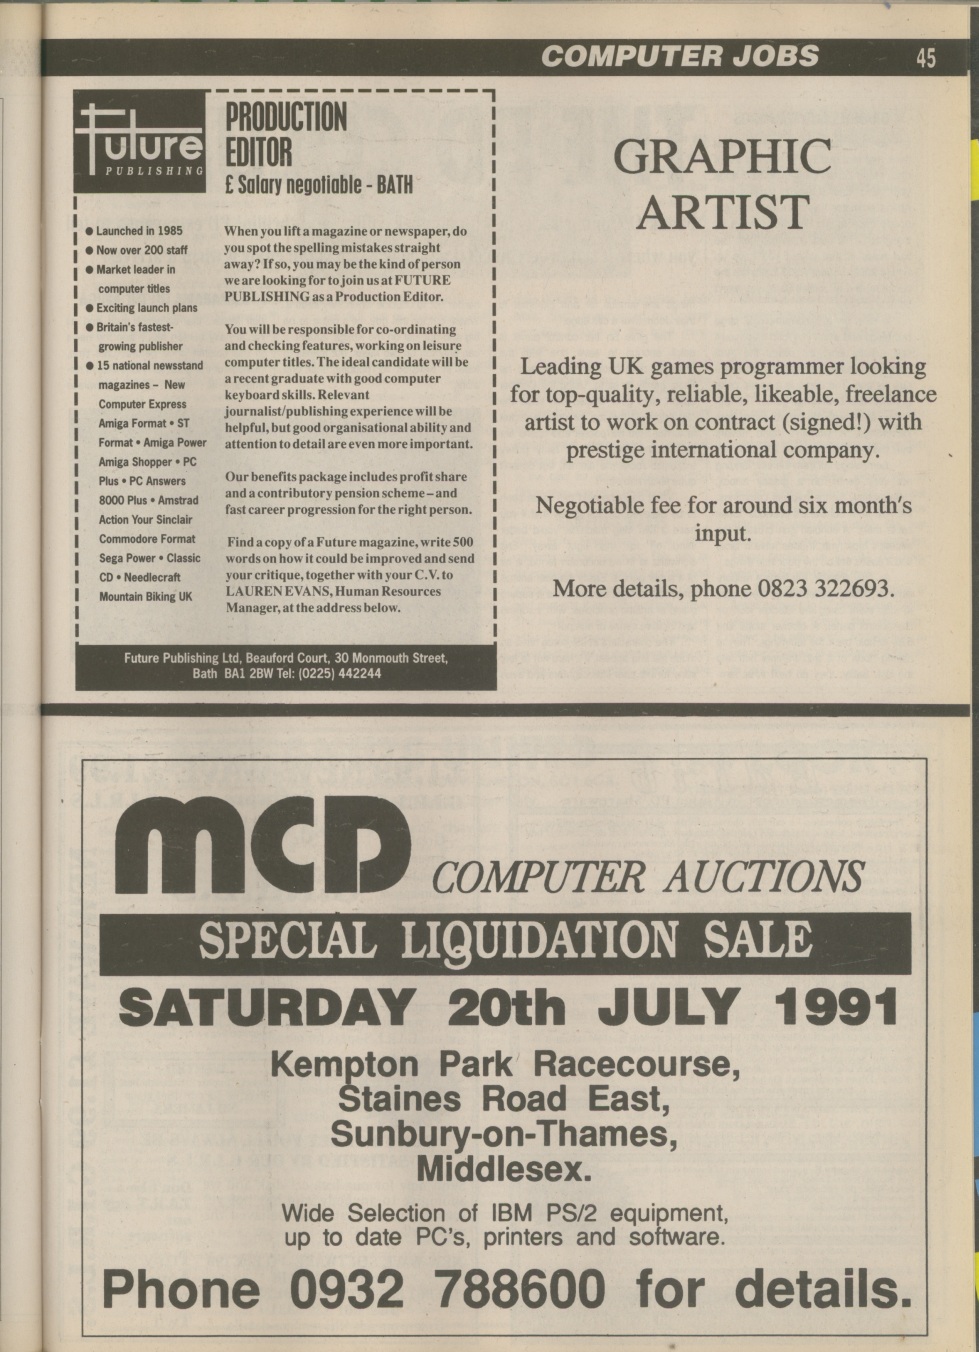 COMPUTER JOBS 45
Future
PUBLISHING
PRODUCTION
EDITOR
£ Salary negotiable - BATH
● Launched in 1985
● Now over 200 staff
● Market leader in
computer titles
● Exciting launch plans
● Britain's fastest-
growing publisher
● 15 national newsstand
magazines – New
Computer Express
Amiga Format • ST
Format • Amiga Power
Amiga Shopper • PC
Plus • PC Answers
8000 Plus • Amstrad
Action Your Sinclair
Commodore Format
Sega Power • Classic
CD • Needlecraft
Mountain Biking UK
When you lift a magazine or newspaper, do
you spot the spelling mistakes straight
away? If so, you may be the kind of person
we are looking for to join us at FUTURE
PUBLISHING as a Production Editor.
You will be responsible for co-ordinating
and checking features, working on leisure
computer titles. The ideal candidate will be
a recent graduate with good computer
keyboard skills. Relevant
journalist/publishing experience will be
helpful, but good organisational ability and
attention to detail are even more important.
Our benefits package includes profit share
and a contributory pension scheme – and
fast career progression for the right person.
Find a copy of a Future magazine, write 500
words on how it could be improved and send
your critique, together with your C.V. to
LAUREN EVANS, Human Resources
Manager, at the address below.
Future Publishing Ltd, Beauford Court, 30 Monmouth Street,
Bath BA1 2BW Tel: (0225) 442244
GRAPHIC
ARTIST
Leading UK games programmer looking
for top-quality, reliable, likeable, freelance
artist to work on contract (signed!) with
prestige international company.
Negotiable fee for around six month's
input.
More details, phone 0823 322693.
MCD COMPUTER AUCTIONS
SPECIAL LIQUIDATION SALE
SATURDAY 20th JULY 1991
Kempton Park Racecourse,
Staines Road East,
Sunbury-on-Thames,
Middlesex.
Wide Selection of IBM PS/2 equipment,
up to date PC's, printers and software.
Phone 0932 788600 for details.